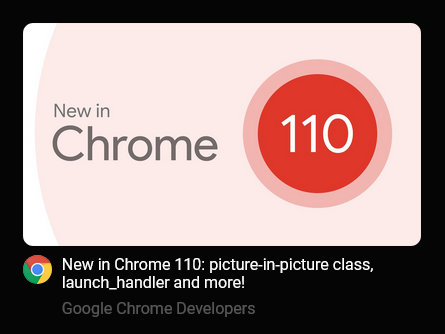 New in
Chrome
110
New in Chrome 110: picture-in-picture class,
launch_handler and more!
Google Chrome Developers